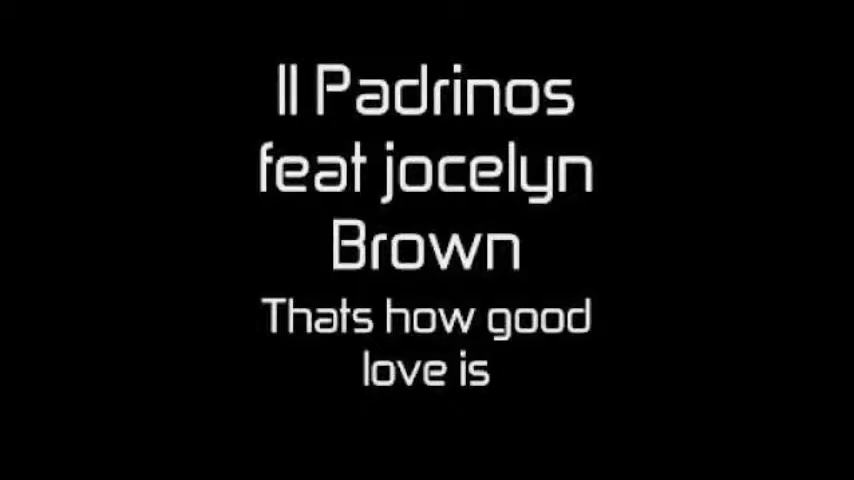 Il Padrinos
feat jocelyn
Brown
Thats how good
love is